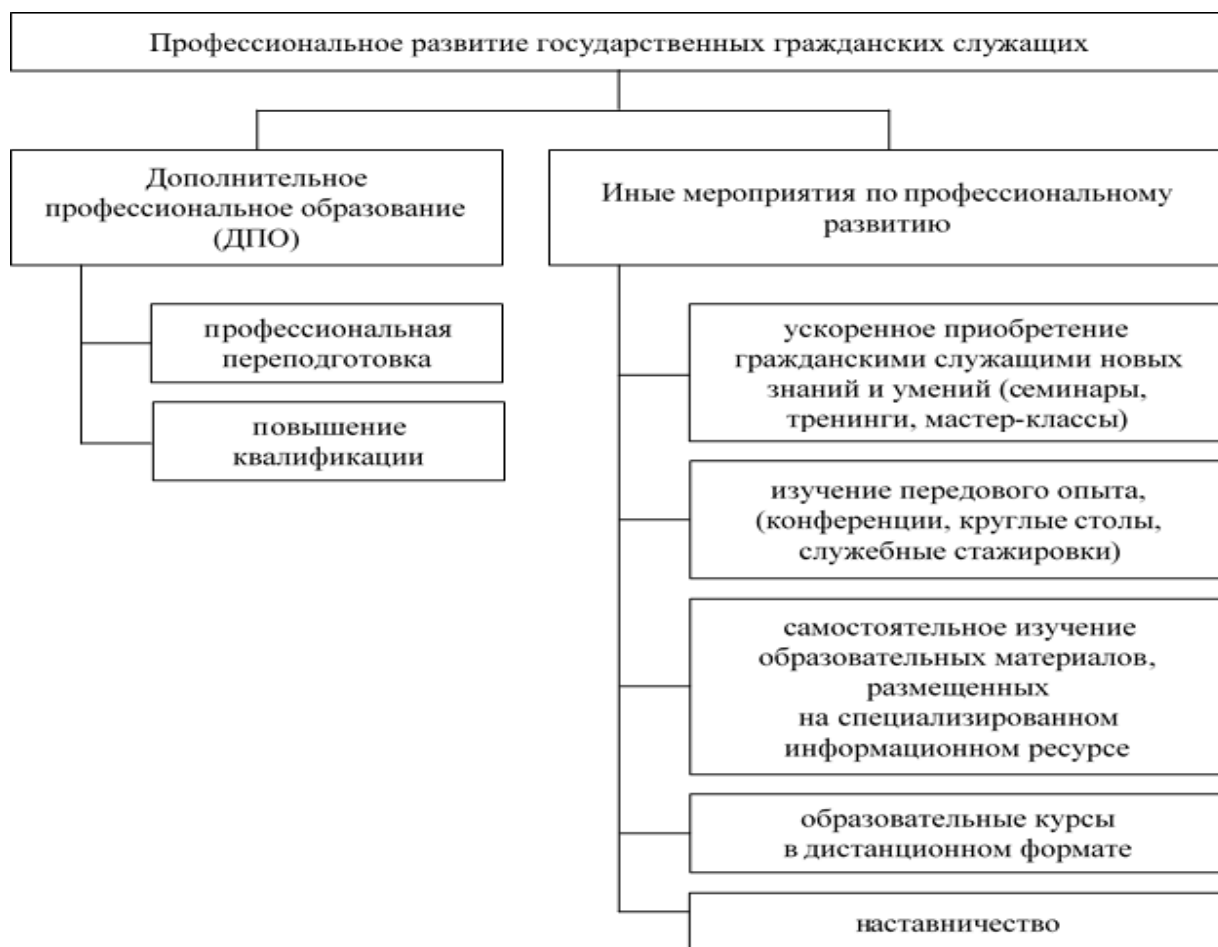 Профессиональное развитие государственных гражданских служащих
Дополнительное
профессиональное образование
(ДПО)
профессиональная
переподготовка
повышение
квалификации
Иные мероприятия по профессиональному
развитию
ускоренное приобретение
гражданскими служащими новых
знаний и умений (семинары,
тренинги, мастер-классы)
изучение передового опыта,
(конференции, круглые столы,
служебные стажировки)
самостоятельное изучение
образовательных материалов,
размещенных
на специализированном
информационном ресурсе
образовательные курсы
в дистанционном формате
наставничество